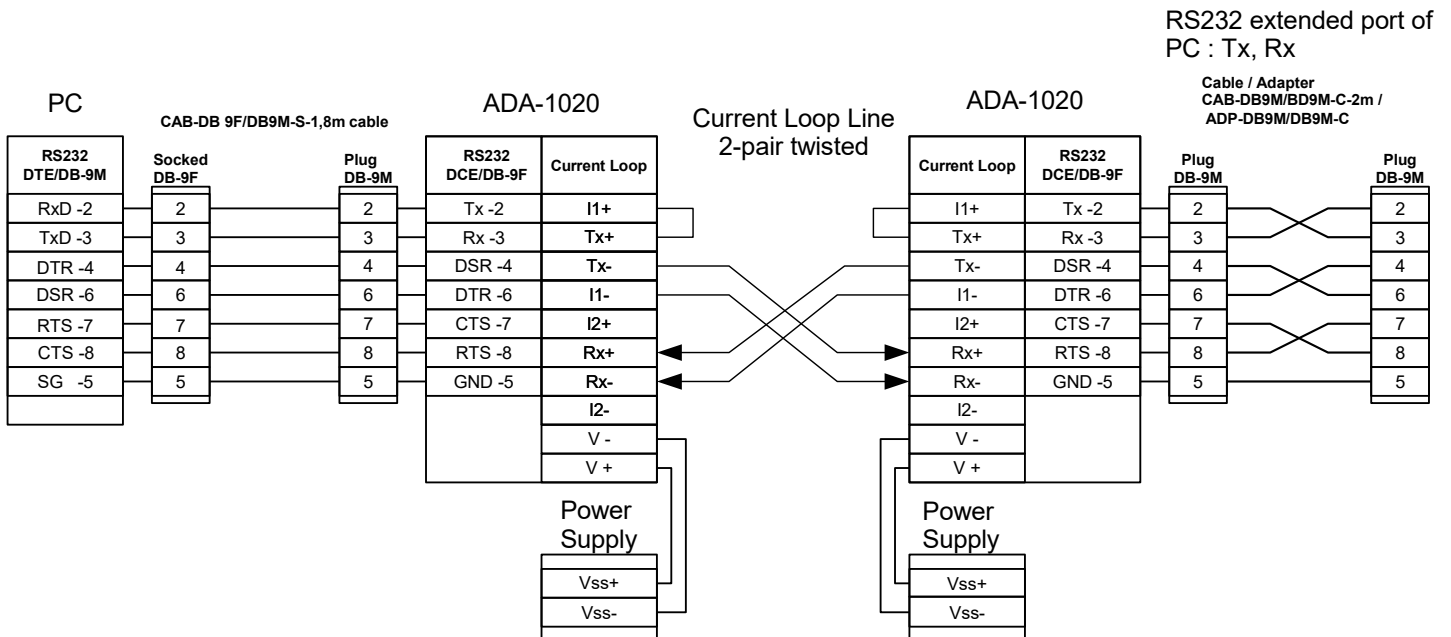 RS232 extended port of
PC : Tx, Rx
Cable / Adapter
CAB-DB9M/BD9M-C-2m /
ADP-DB9M/DB9M-C
PC
CAB-DB 9F/DB9M-S-1,8m cable
ADA-1020
Current Loop Line
2-pair twisted
ADA-1020
RS232
DTE/DB-9M
Socked
DB-9F
Plug
DB-9M
RS232
DCE/DB-9F
Current Loop
Current Loop
RS232
DCE/DB-9F
Plug
DB-9M
Plug
DB-9M
RxD -2 2 2 Tx -2 I1+ I1+ Tx -2 2 2
TxD -3 3 3 Rx -3 Tx+ Tx+ Rx -3 3 3
DTR -4 4 4 DSR -4 Tx- Tx- DSR -4 4 4
DSR -6 6 6 DTR -6 I1- I1- DTR -6 6 6
RTS -7 7 7 CTS -7 I2+ I2+ CTS -7 7 7
CTS -8 8 8 RTS -8 Rx+ Rx+ RTS -8 8 8
SG -5 5 5 GND -5 Rx- Rx- GND -5 5 5
I2- I2-
V - V -
V + V +
Power
Supply
Vss+
Vss-
Power
Supply
Vss+
Vss-